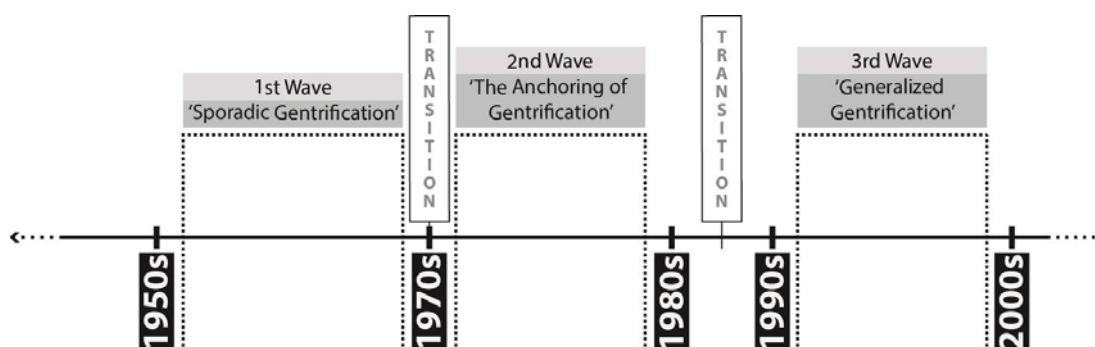 1st Wave
'Sporadic Gentrification'
TRANSITION
2nd Wave
'The Anchoring of
Gentrification'
TRANSITION
3rd Wave
'Generalized
Gentrification'
1950s
1970s
1980s
1990s
2000s